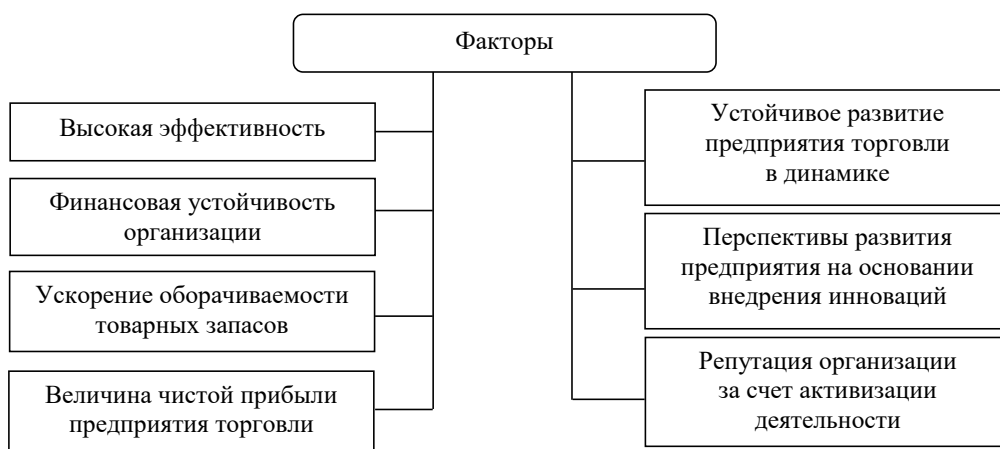 Факторы
Высокая эффективность
Финансовая устойчивость
организации
Ускорение оборачиваемости
товарных запасов
Величина чистой прибыли
предприятия торговли
Устойчивое развитие
предприятия торговли
в динамике
Перспективы развития
предприятия на основании
внедрения инноваций
Репутация организации
за счет активизации
деятельности